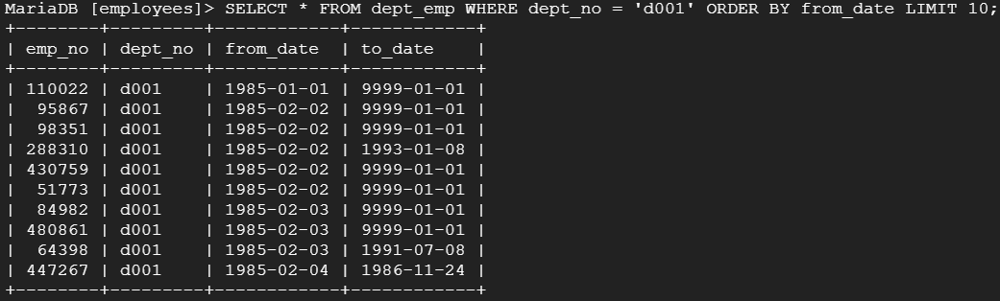 MariaDB [employees]> SELECT * FROM dept_emp WHERE dept_no = 'd001' ORDER BY from_date LIMIT 10;
+--------+---------+------------+------------+
| emp_no | dept_no | from_date  | to_date    |
+--------+---------+------------+------------+
| 110022 | d001    | 1985-01-01 | 9999-01-01 |
|  95867 | d001    | 1985-02-02 | 9999-01-01 |
|  98351 | d001    | 1985-02-02 | 9999-01-01 |
| 288310 | d001    | 1985-02-02 | 1993-01-08 |
| 430759 | d001    | 1985-02-02 | 9999-01-01 |
|  51773 | d001    | 1985-02-02 | 9999-01-01 |
|  84982 | d001    | 1985-02-03 | 9999-01-01 |
| 480861 | d001    | 1985-02-03 | 9999-01-01 |
|  64398 | d001    | 1985-02-03 | 1991-07-08 |
| 447267 | d001    | 1985-02-04 | 1986-11-24 |
+--------+---------+------------+------------+